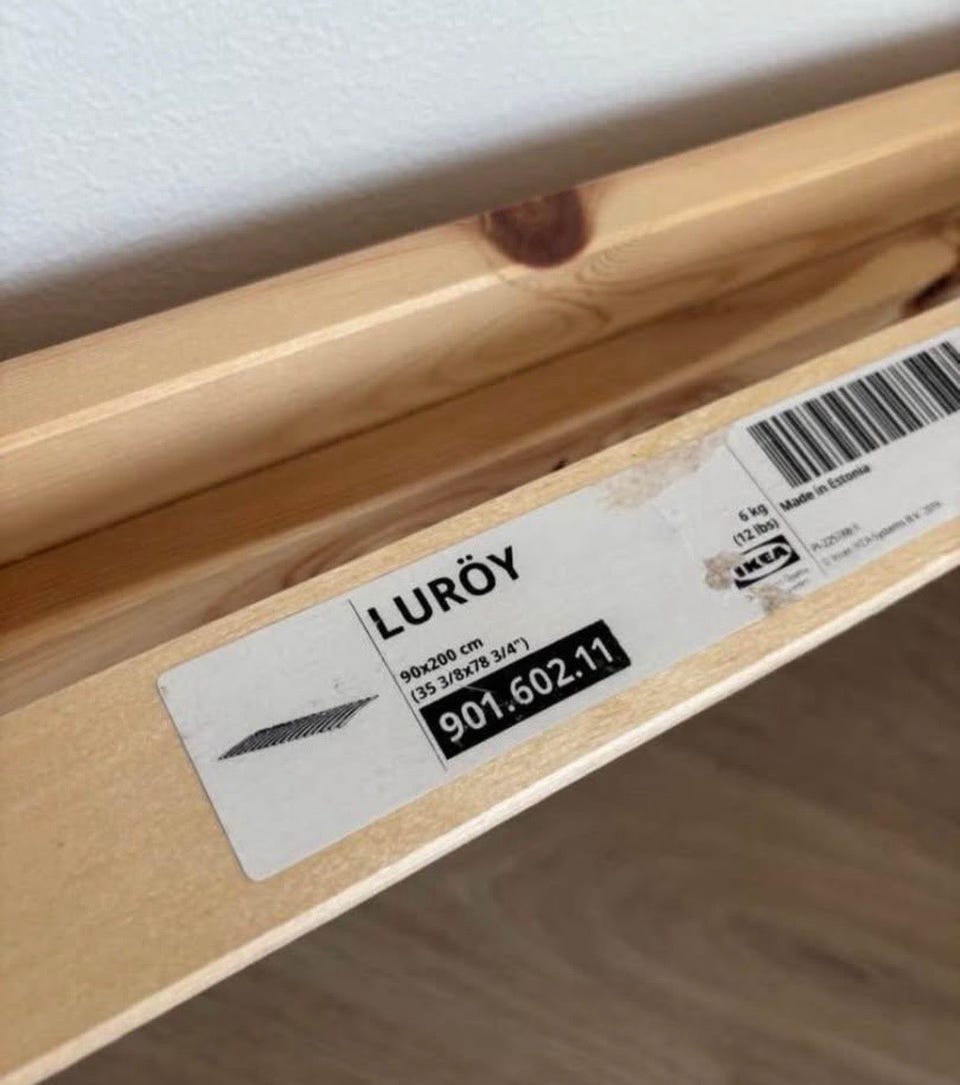 LURÖY
90x200 cm
(35 3/8x78 3/4")
901.602.11
6 kg
(12 lbs)
IKEA
Made in Estonia